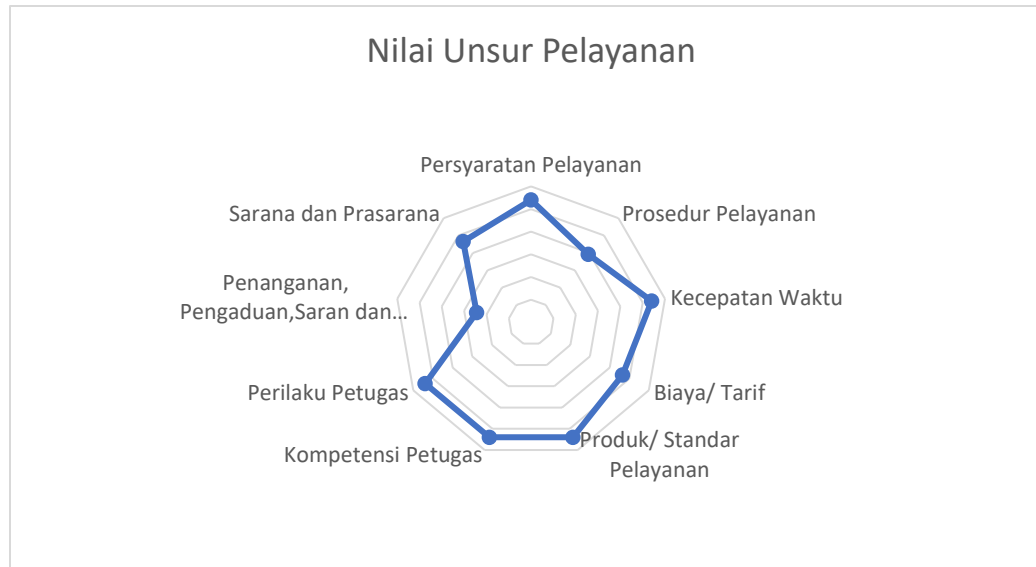 Nilai Unsur Pelayanan
Persyaratan Pelayanan
Prosedur Pelayanan
Kecepatan Waktu
Biaya/ Tarif
Produk/ Standar
Pelayanan
Kompetensi Petugas
Perilaku Petugas
Penanganan,
Pengaduan,Saran dan...
Sarana dan Prasarana